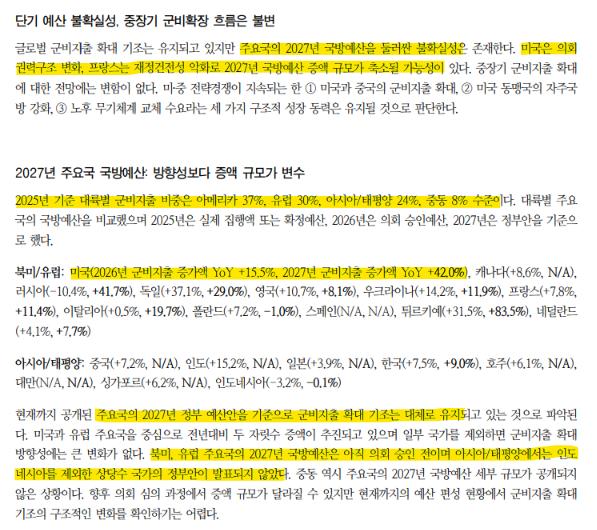 단기 예산 불확실성, 중장기 군비확장 흐름은 불변
글로벌 군비지출 확대 기조는 유지되고 있지만 주요국의 2027년 국방예산을 둘러싼 불확실성은 존재한다. 미국은 의회
권력구조 변화, 프랑스는 재정건전성 악화로 2027년 국방예산 증액 규모가 축소될 가능성이 있다. 중장기 군비지출 확대
에 대한 전망에는 변함이 없다. 미-중 전략경쟁이 지속되는 한 ① 미국과 중국의 군비지출 확대, ② 미국 동맹국의 자주국
방 강화, ③ 노후 무기체계 교체 수요라는 세 가지 구조적 성장 동력은 유지될 것으로 판단한다.
2027년 주요국 국방예산: 방향성보다 증액 규모가 변수
2025년 기준 대륙별 군비지출 비중은 아메리카 37%, 유럽 30%, 아시아/태평양 24%, 중동 8% 수준이다. 대륙별 주요
국의 국방예산을 비교했으며 2025년은 실제 집행액 또는 확정예산, 2026년은 의회 승인예산, 2027년은 정부안을 기준으
로 했다.
북미/유럽: 미국(2026년 군비지출 증가액 YoY +15.5%, 2027년 군비지출 증가액 YoY +42.0%), 캐나다(+8.6%, N/A),
러시아(-10.4%, +41.7%), 독일(+37.1%, +29.0%), 영국(+10.7%, +8.1%), 우크라이나(+14.2%, +11.9%), 프랑스(+7.8%,
+11.4%), 이탈리아(+0.5%, +19.7%), 폴란드(+7.2%, -1.0%), 스페인(N/A, N/A), 튀르키예(+31.5%, +83.5%), 네덜란드
(+4.1%, +7.7%)
아시아/태평양: 중국(+7.2%, N/A), 인도(+15.2%, N/A), 일본(+3.9%, N/A), 한국(+7.5%, +9.0%), 호주(+6.1%, N/A),
대만(N/A, N/A), 싱가포르(+6.2%, N/A), 인도네시아(-3.2%, -0.1%)
현재까지 공개된 주요국의 2027년 정부 예산안을 기준으로 군비지출 확대 기조는 대체로 유지되고 있는 것으로 파악된
다. 미국과 유럽 주요국을 중심으로 전년대비 두 자릿수 증액이 추진되고 있으며 일부 국가를 제외하면 군비지출 확대
방향성에는 큰 변화가 없다. 북미, 유럽 주요국의 2027년 국방예산은 아직 의회 승인 전이며 아시아/태평양에서는 인도
네시아를 제외한 상당수 국가의 정부안이 발표되지 않았다. 중동 역시 주요국의 2027년 국방예산 세부 규모가 공개되지
않은 상황이다. 향후 의회 심의 과정에서 증액 규모가 달라질 수 있지만 현재까지의 예산 편성 현황에서 군비지출 확대
기조의 구조적인 변화를 확인하기는 어렵다.